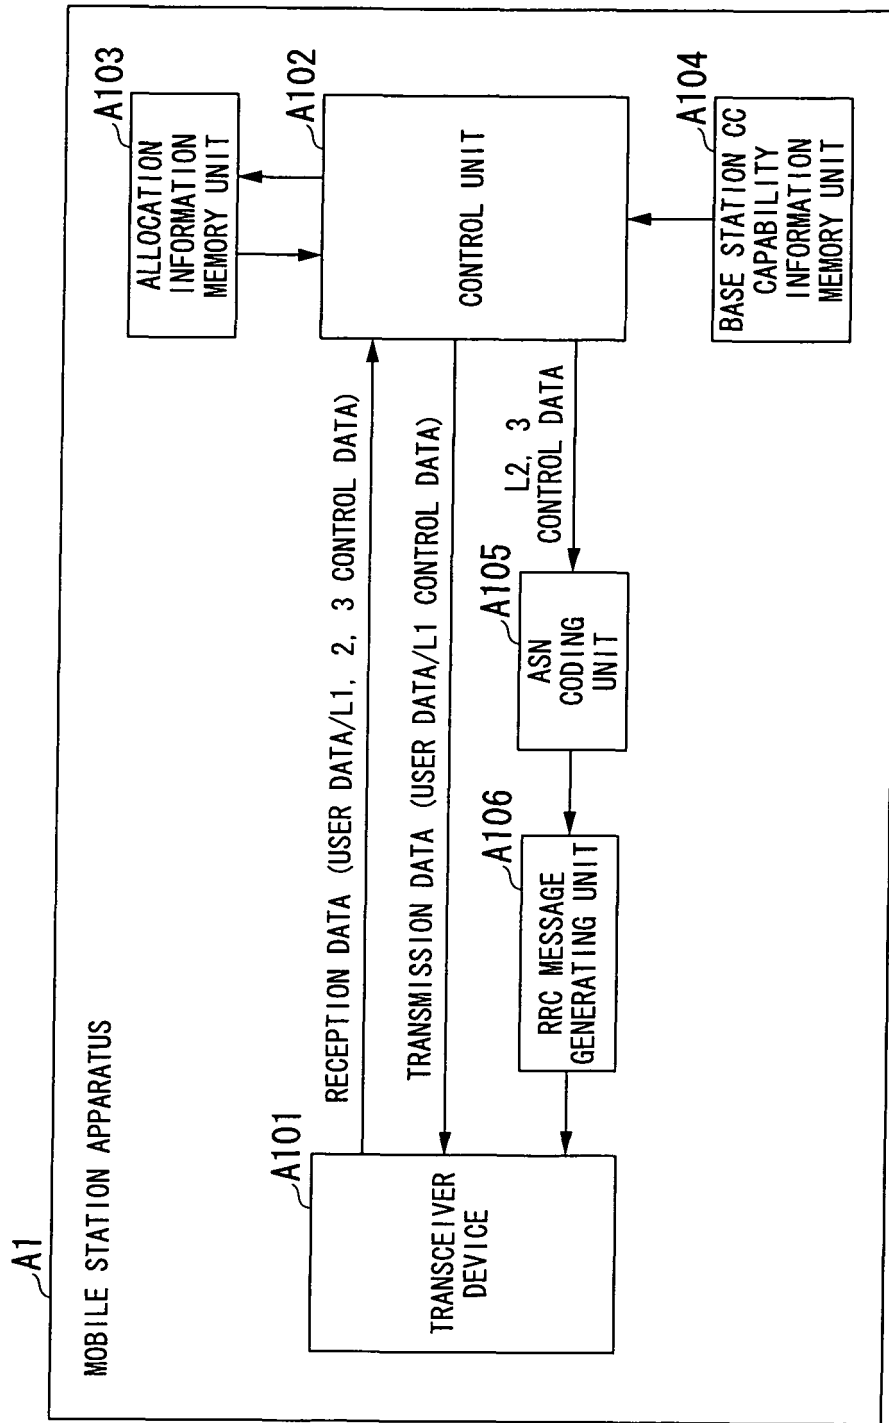 A1
MOBILE STATION APPARATUS
A103
ALLOCATION
INFORMATION
MEMORY UNIT
A101
TRANSCEIVER
DEVICE
RECEPTION DATA (USER DATA/L1, 2, 3 CONTROL DATA)
TRANSMISSION DATA (USER DATA/L1 CONTROL DATA)
A102
CONTROL UNIT
L2, 3
CONTROL DATA
A106
RRC MESSAGE
GENERATING UNIT
A105
ASN
CODING
UNIT
A104
BASE STATION CC
CAPABILITY
INFORMATION
MEMORY UNIT